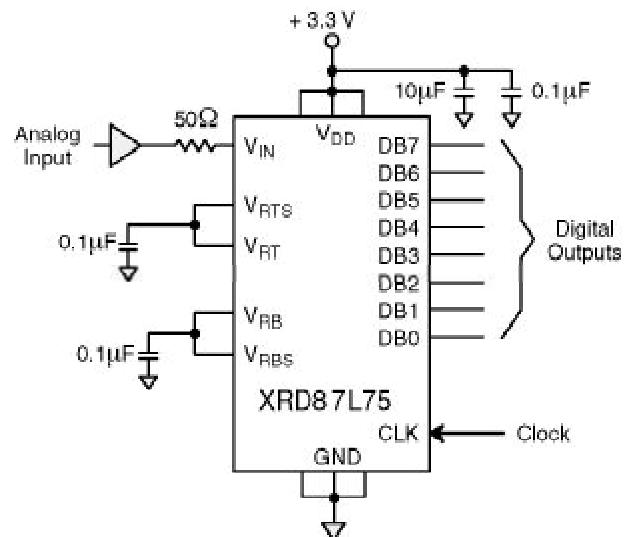 + 3.3 V
10µF
0.1µF
50Ω
Analog
Input
VIN
VDD
DB7
DB6
VRTS
DB5
0.1µF
VRT
DB4
DB3
Digital
Outputs
DB2
VRB
DB1
0.1µF
VRBS
DB0
XRD87L75
CLK
Clock
GND